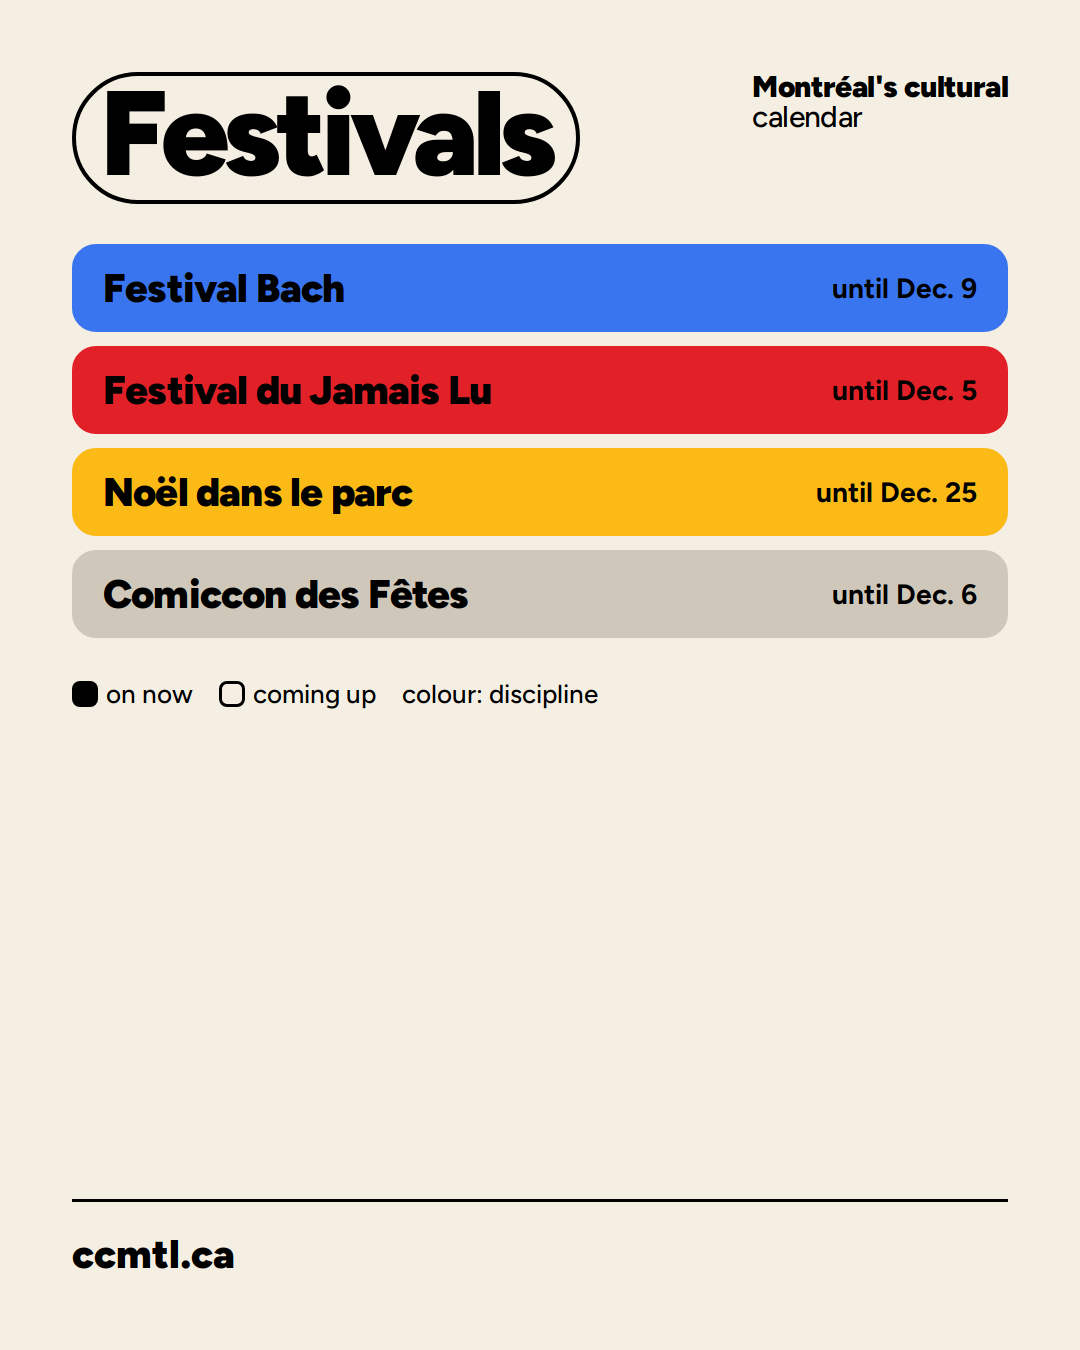 Festivals
Montréal's cultural
calendar
Festival Bach until Dec. 9
Festival du Jamais Lu until Dec. 5
Noël dans le parc until Dec. 25
Comiccon des Fêtes until Dec. 6
on now coming up colour: discipline
ccmtl.ca